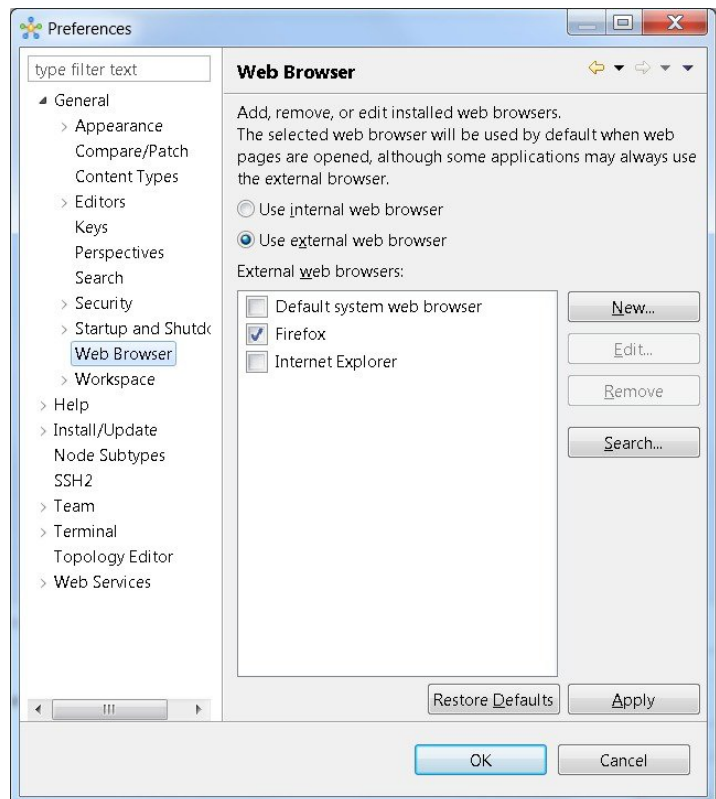 Preferences
type filter text
General
Appearance
Compare/Patch
Content Types
Editors
Keys
Perspectives
Search
Security
Startup and Shutdo
Web Browser
Workspace
Help
Install/Update
Node Subtypes
SSH2
Team
Terminal
Topology Editor
Web Services
Web Browser
Add, remove, or edit installed web browsers.
The selected web browser will be used by default when web
pages are opened, although some applications may always use
the external browser.
Use internal web browser
Use external web browser
External web browsers:
Default system web browser
Firefox
Internet Explorer
New...
Edit...
Remove
Search...
Restore Defaults
Apply
OK
Cancel